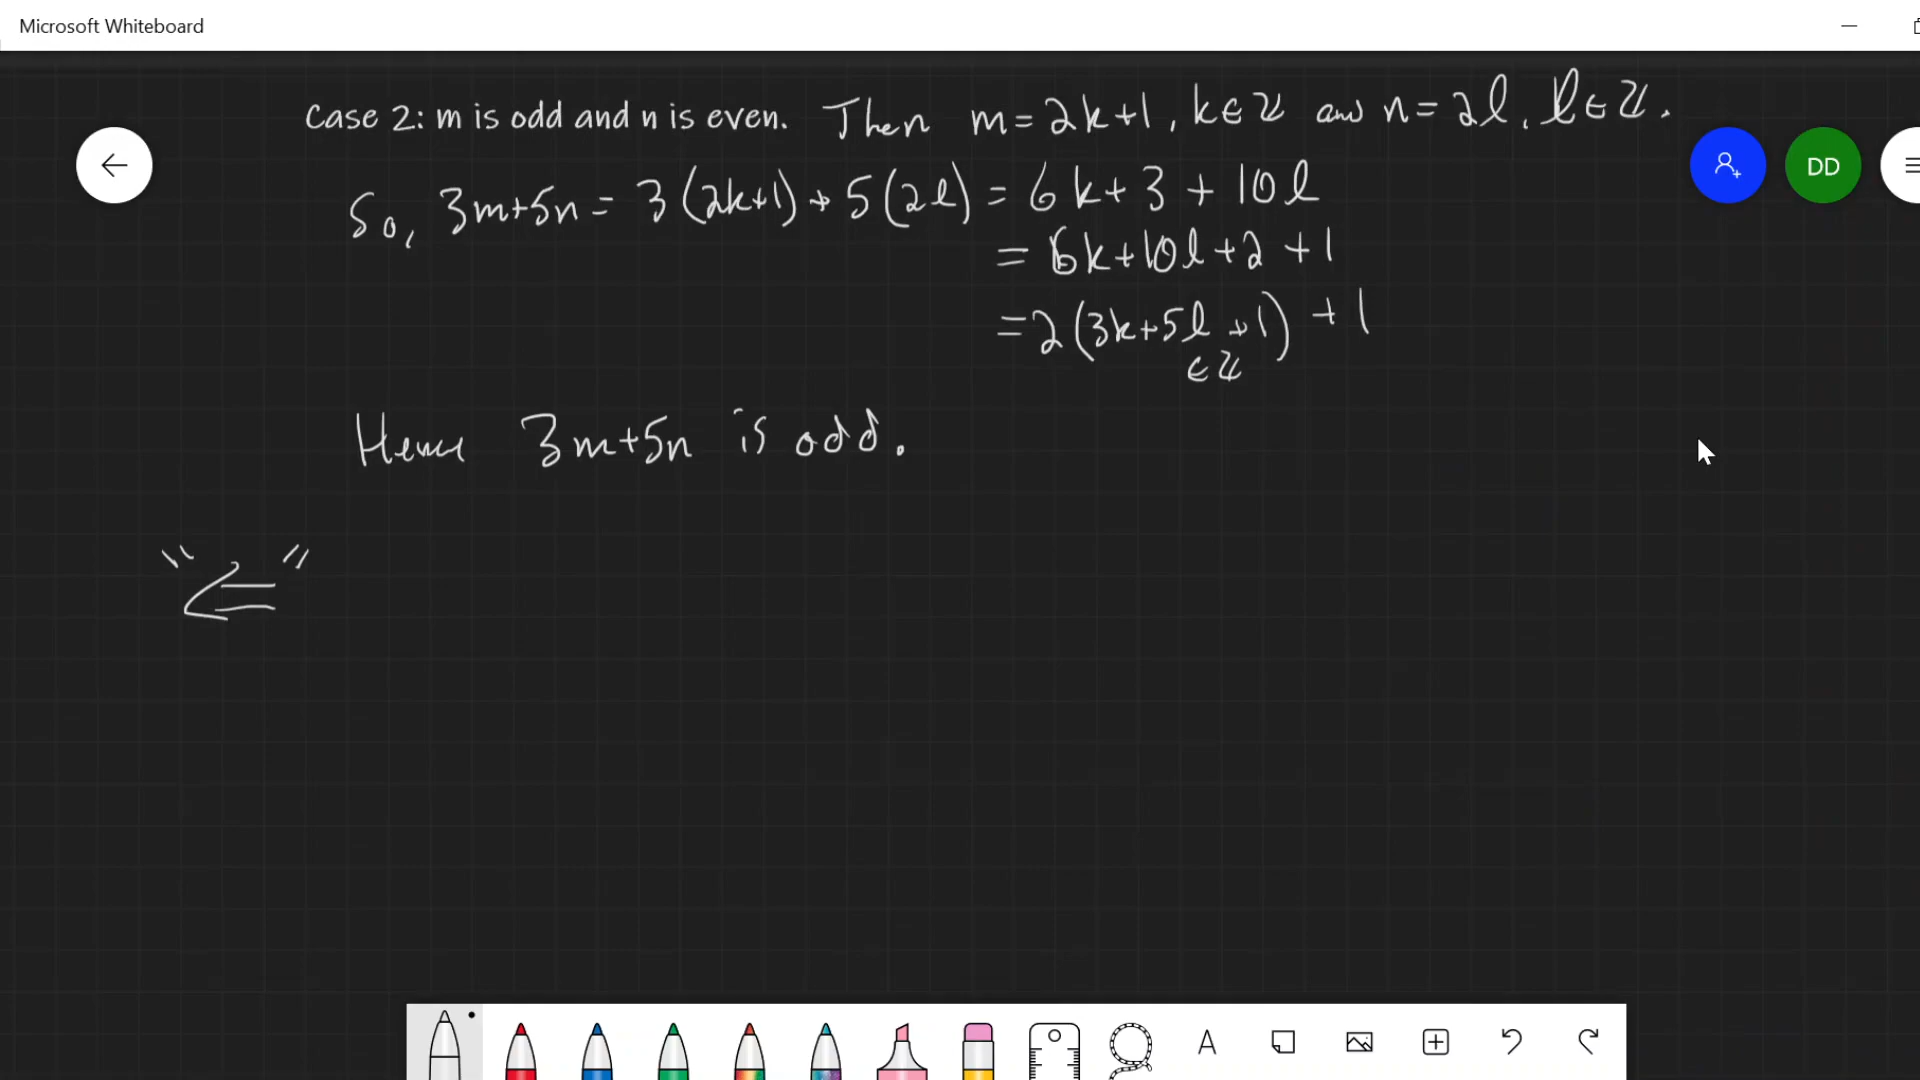 Microsoft Whiteboard
Case 2: m is odd and n is even. Then m=2k+1, k∈ℤ and n=2l, l∈ℤ.
So, 3m+5n = 3(2k+1)+5(2l) = 6k+3+10l
= 6k+10l+2+1
=2(3k+5l+1)+1
∈ℤ
Hence 3m+5n is odd.
"⇐"
DD
A